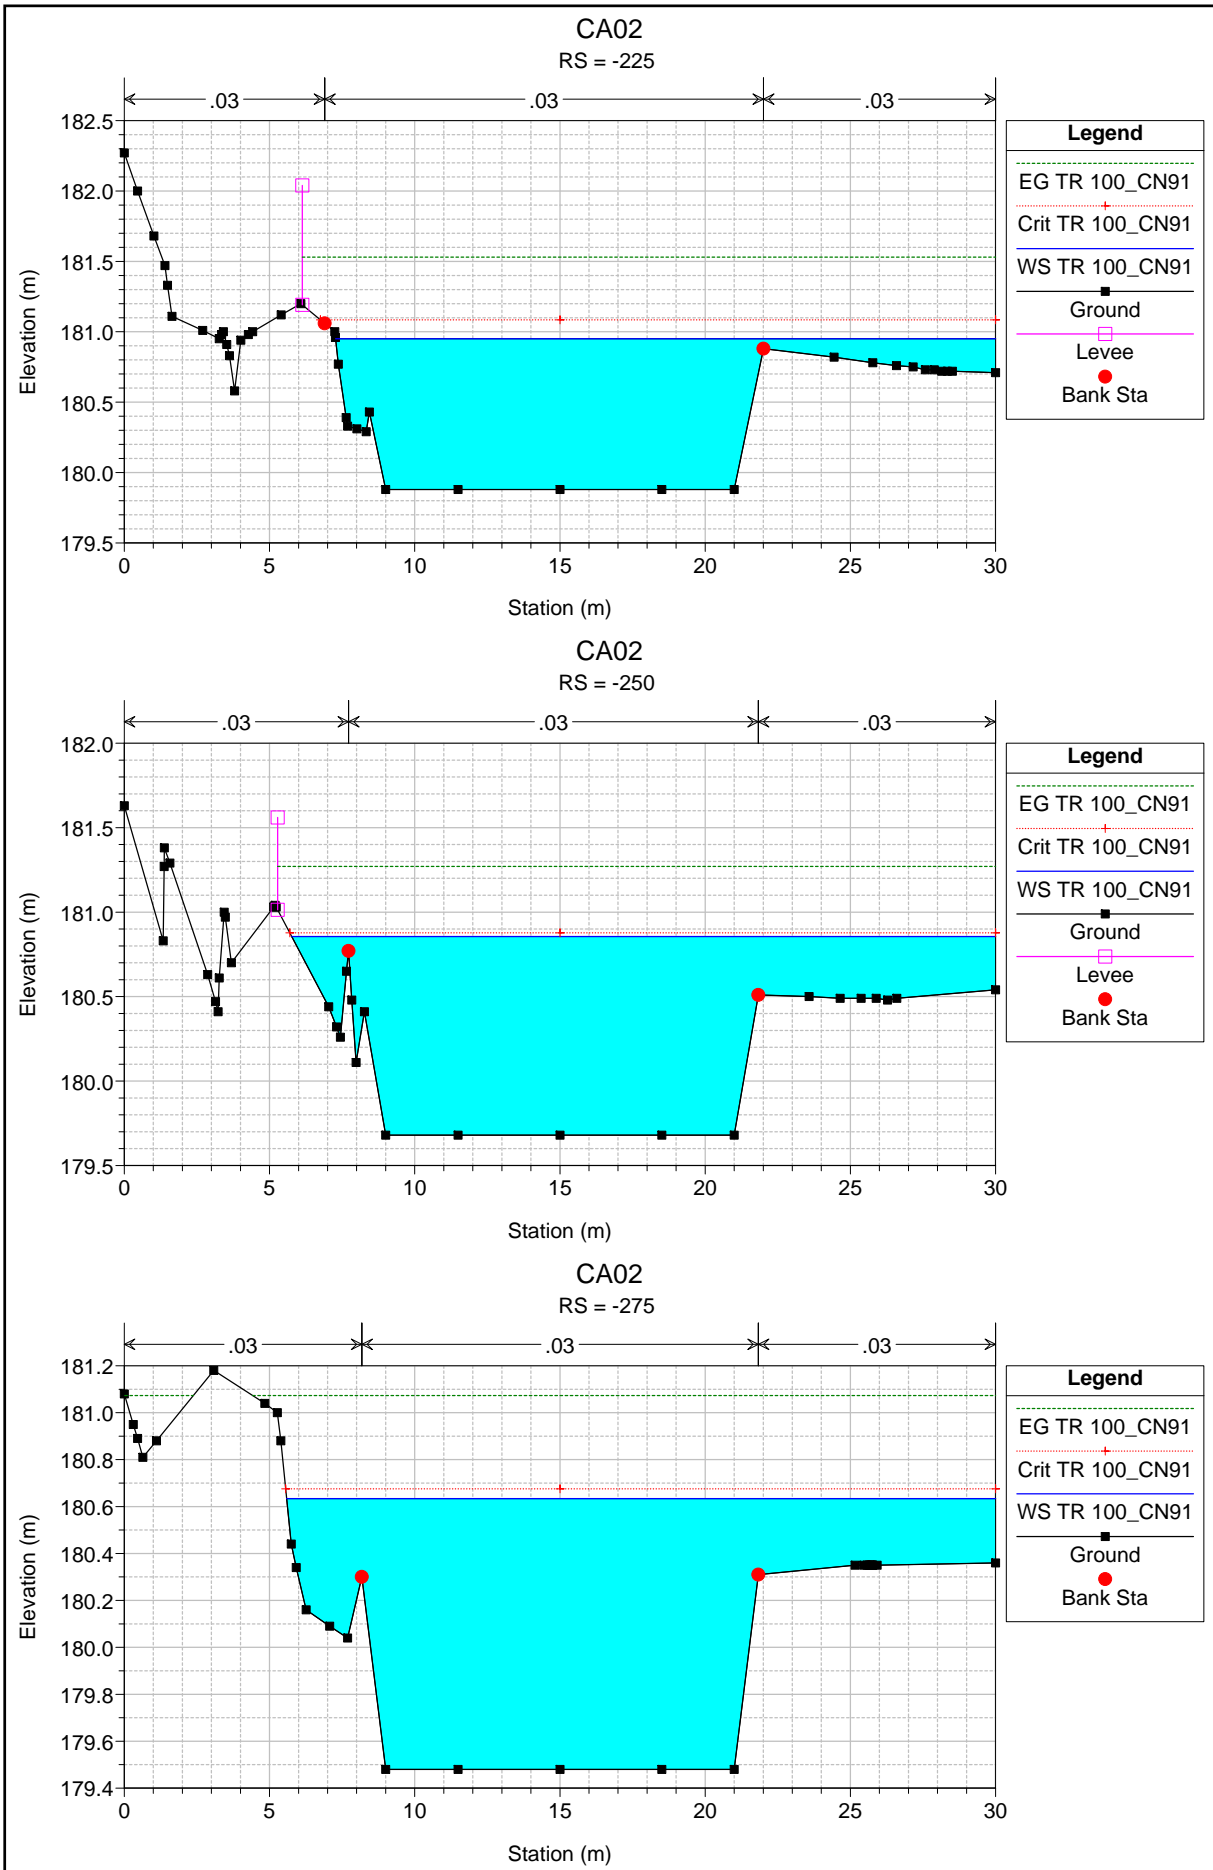 CA02
RS = -225
.03 .03 .03
182.5
182.0
181.5
181.0
180.5
180.0
179.5
Elevation (m)
0 5 10 15 20 25 30
Station (m)
Legend
EG TR 100_CN91
Crit TR 100_CN91
WS TR 100_CN91
Ground
Levee
Bank Sta
CA02
RS = -250
.03 .03 .03
182.0
181.5
181.0
180.5
180.0
179.5
Elevation (m)
0 5 10 15 20 25 30
Station (m)
Legend
EG TR 100_CN91
Crit TR 100_CN91
WS TR 100_CN91
Ground
Levee
Bank Sta
CA02
RS = -275
.03 .03 .03
181.2
181.0
180.8
180.6
180.4
180.2
180.0
179.8
179.6
179.4
Elevation (m)
0 5 10 15 20 25 30
Station (m)
Legend
EG TR 100_CN91
Crit TR 100_CN91
WS TR 100_CN91
Ground
Bank Sta